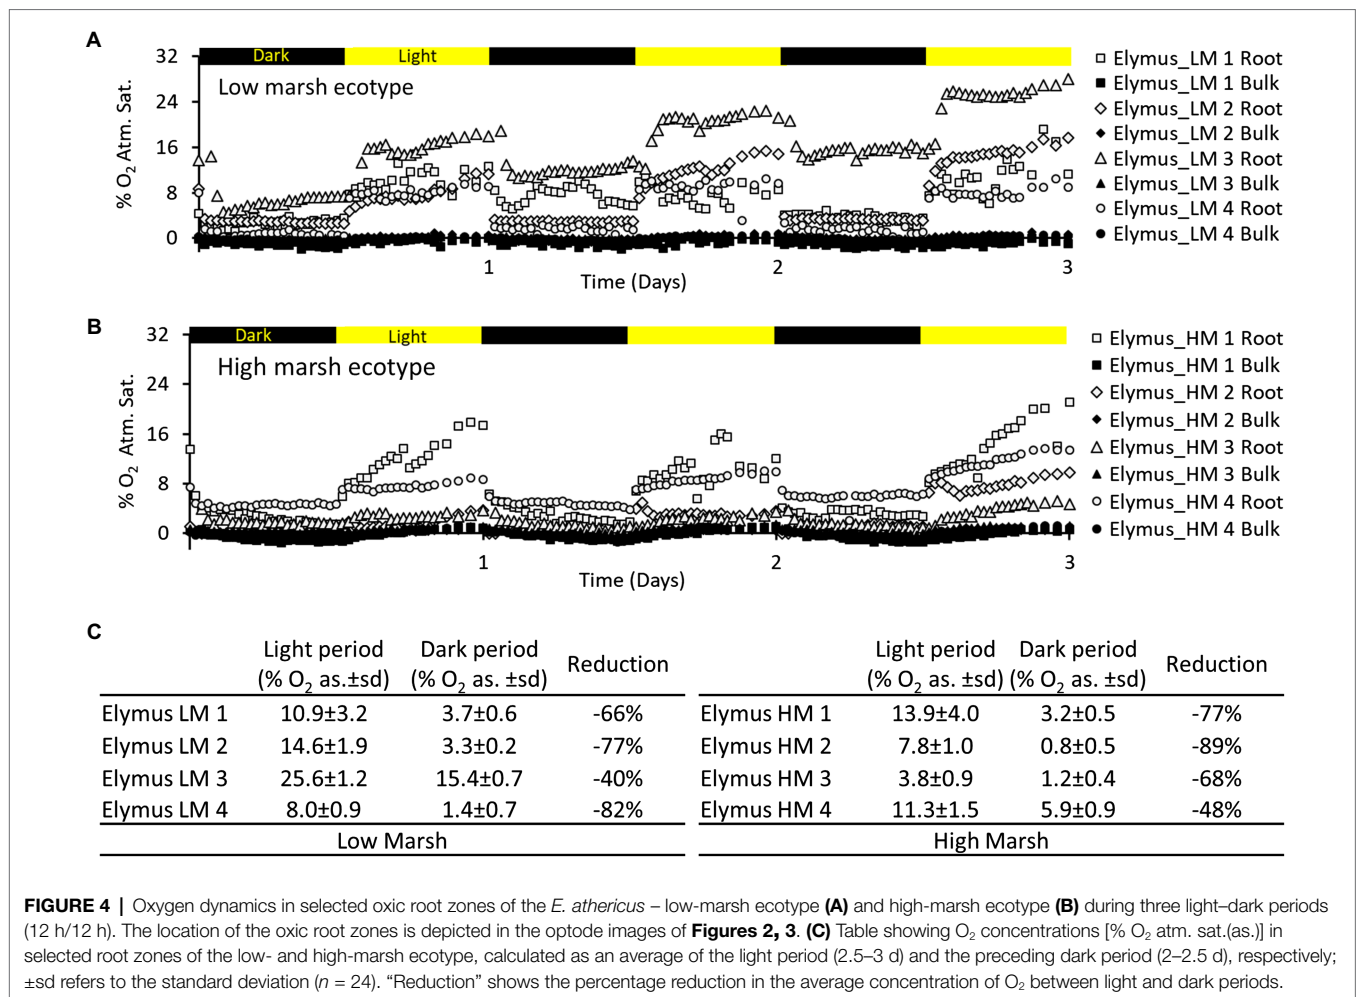 A
32
24
16
8
0
% O2 Atm. Sat.
Dark
Light
Low marsh ecotype
1
2
3
Time (Days)
Elymus_LM 1 Root
Elymus_LM 1 Bulk
Elymus_LM 2 Root
Elymus_LM 2 Bulk
Elymus_LM 3 Root
Elymus_LM 3 Bulk
Elymus_LM 4 Root
Elymus_LM 4 Bulk
B
32
24
16
8
0
% O2 Atm. Sat.
Dark
Light
High marsh ecotype
1
2
3
Time (Days)
Elymus_HM 1 Root
Elymus_HM 1 Bulk
Elymus_HM 2 Root
Elymus_HM 2 Bulk
Elymus_HM 3 Root
Elymus_HM 3 Bulk
Elymus_HM 4 Root
Elymus_HM 4 Bulk
C
Light period Dark period Reduction
(% O2 as.±sd) (% O2 as. ±sd)
Elymus LM 1 10.9±3.2 3.7±0.6 -66%
Elymus LM 2 14.6±1.9 3.3±0.2 -77%
Elymus LM 3 25.6±1.2 15.4±0.7 -40%
Elymus LM 4 8.0±0.9 1.4±0.7 -82%
Low Marsh
Light period Dark period Reduction
(% O2 as.±sd) (% O2 as. ±sd)
Elymus HM 1 13.9±4.0 3.2±0.5 -77%
Elymus HM 2 7.8±1.0 0.8±0.5 -89%
Elymus HM 3 3.8±0.9 1.2±0.4 -68%
Elymus HM 4 11.3±1.5 5.9±0.9 -48%
High Marsh
FIGURE 4 | Oxygen dynamics in selected oxic root zones of the E. athericus – low-marsh ecotype (A) and high-marsh ecotype (B) during three light–dark periods
(12 h/12 h). The location of the oxic root zones is depicted in the optode images of Figures 2, 3. (C) Table showing O2 concentrations [% O2 atm. sat.(as.)] in
selected root zones of the low- and high-marsh ecotype, calculated as an average of the light period (2.5–3 d) and the preceding dark period (2–2.5 d), respectively;
±sd refers to the standard deviation (n = 24). “Reduction” shows the percentage reduction in the average concentration of O2 between light and dark periods.